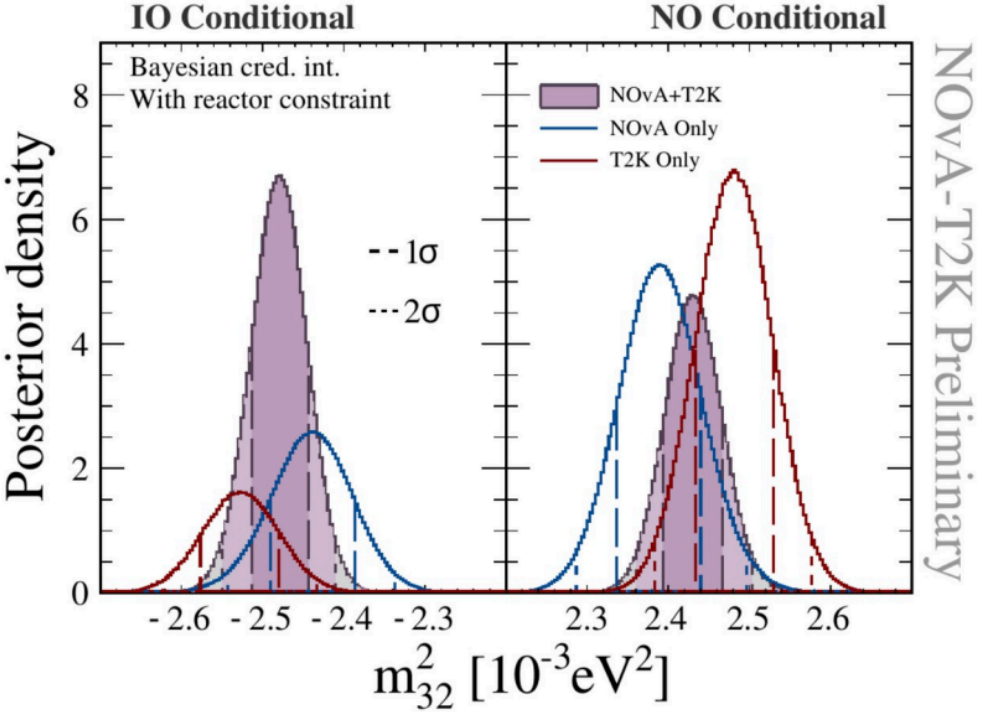 IO Conditional
NO Conditional
Bayesian cred. int.
With reactor constraint
NOvA+T2K
NOvA Only
T2K Only
1σ
2σ
Posterior density
8
6
4
2
0
-2.6 -2.5 -2.4 -2.3
2.3 2.4 2.5 2.6
m²₃₂ [10⁻³eV²]
NOvA-T2K Preliminary